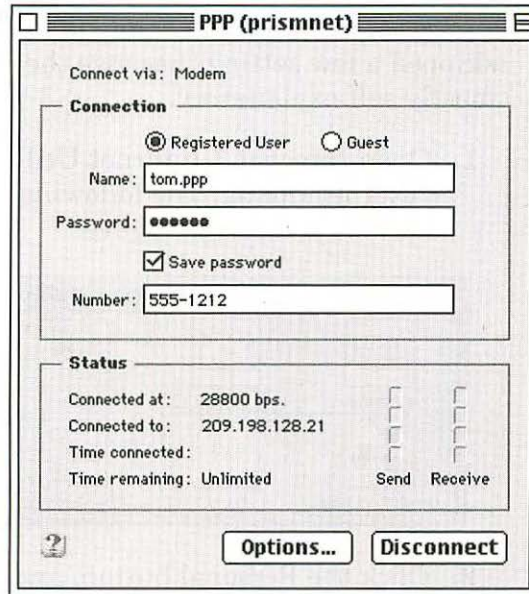 PPP (prismnet)
Connect via: Modem
Connection
Registered User Guest
Name: tom.ppp
Password: ●●●●●●
Save password
Number: 555-1212
Status
Connected at: 28800 bps.
Connected to: 209.198.128.21
Time connected:
Time remaining: Unlimited Send Receive
? Options... Disconnect